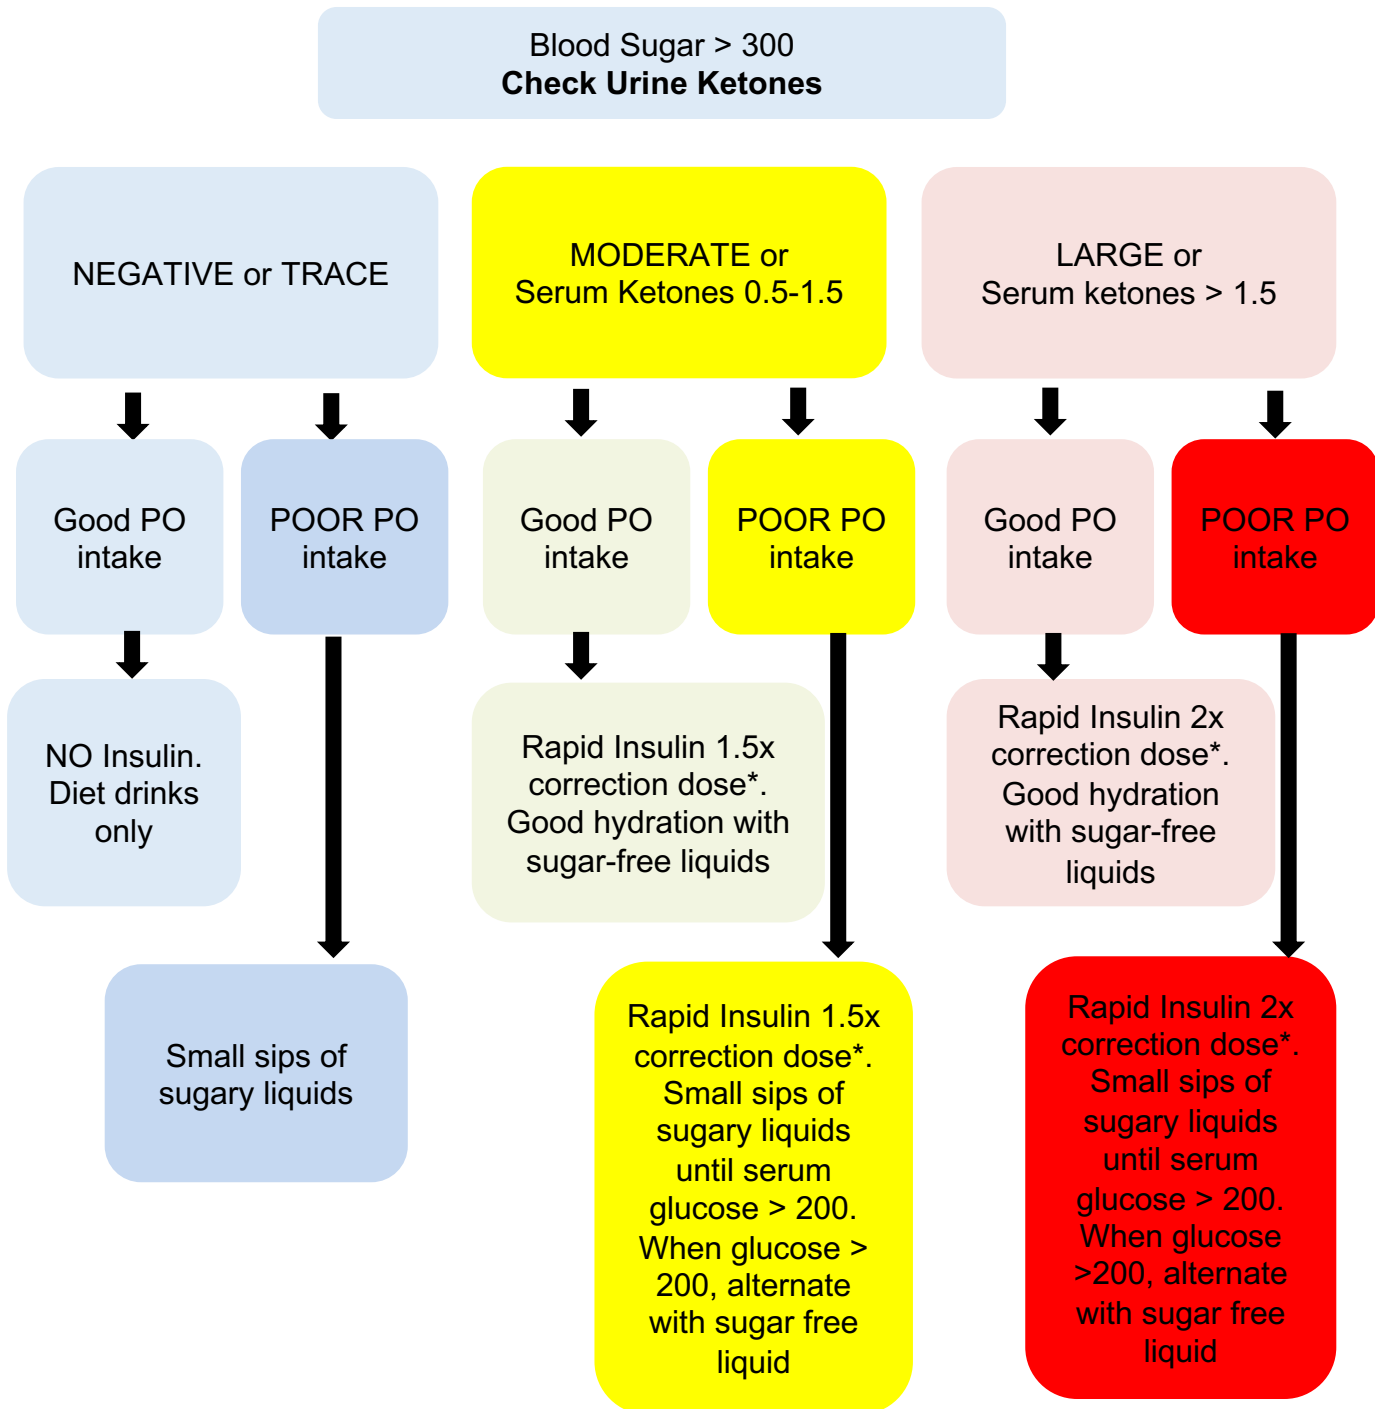 Blood Sugar > 300
Check Urine Ketones
NEGATIVE or TRACE
MODERATE or
Serum Ketones 0.5-1.5
LARGE or
Serum ketones > 1.5
Good PO
intake
POOR PO
intake
Good PO
intake
POOR PO
intake
Good PO
intake
POOR PO
intake
NO Insulin.
Diet drinks
only
Rapid Insulin 1.5x
correction dose*.
Good hydration with
sugar-free liquids
Rapid Insulin 2x
correction dose*.
Good hydration
with sugar-free
liquids
Small sips of
sugary liquids
Rapid Insulin 1.5x
correction dose*.
Small sips of
sugary liquids
until serum
glucose > 200.
When glucose >
200, alternate
with sugar free
liquid
Rapid Insulin 2x
correction dose*.
Small sips of
sugary liquids
until serum
glucose > 200.
When glucose
>200, alternate
with sugar free
liquid